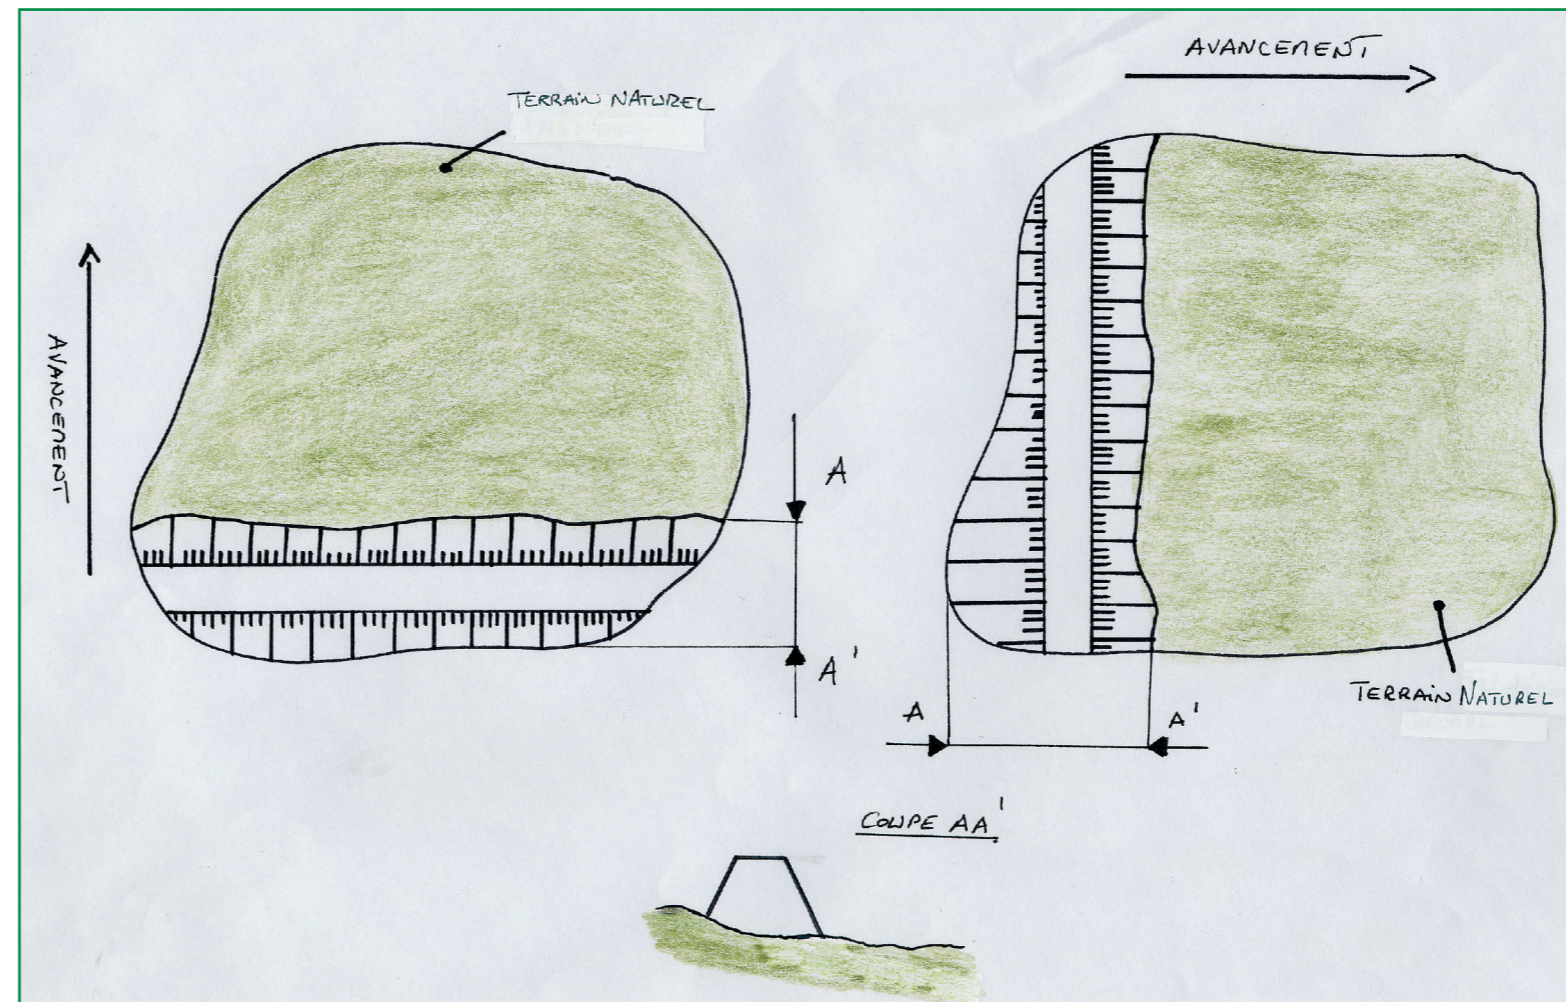 AVANCEMENT
TERRAIN NATUREL
AVANCEMENT
A
A'
A
A'
TERRAIN NATUREL
COUPE AA'